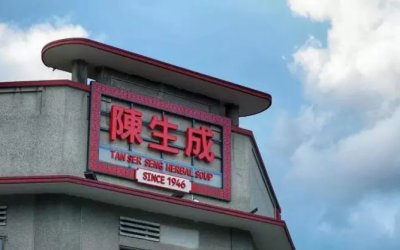 陳生成
TAN SER SENG HERBAL SOUP
SINCE 1946